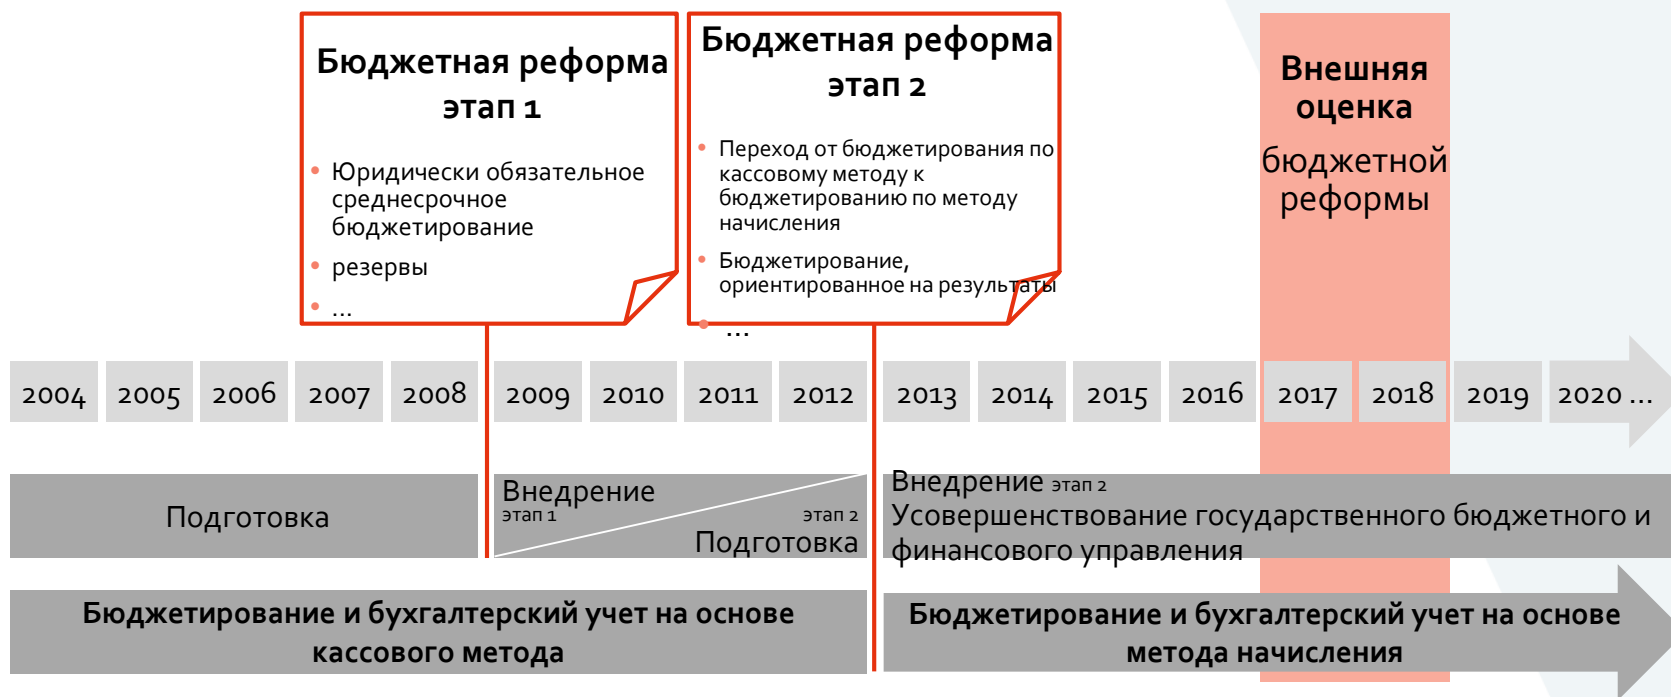 Бюджетная реформа
этап 1
• Юридически обязательное
среднесрочное
бюджетирование
• резервы
• ...
Бюджетная реформа
этап 2
• Переход от бюджетирования по
кассовому методу к
бюджетированию по методу
начисления
• Бюджетирование,
ориентированное на результаты
• ...
Внешняя
оценка
бюджетной
реформы
2004 2005 2006 2007 2008 2009 2010 2011 2012 2013 2014 2015 2016 2017 2018 2019 2020 ...
Подготовка
Внедрение
этап 1
этап 2
Подготовка
Внедрение этап 2
Усовершенствование государственного бюджетного и
финансового управления
Бюджетирование и бухгалтерский учет на основе
кассового метода
Бюджетирование и бухгалтерский учет на основе
метода начисления